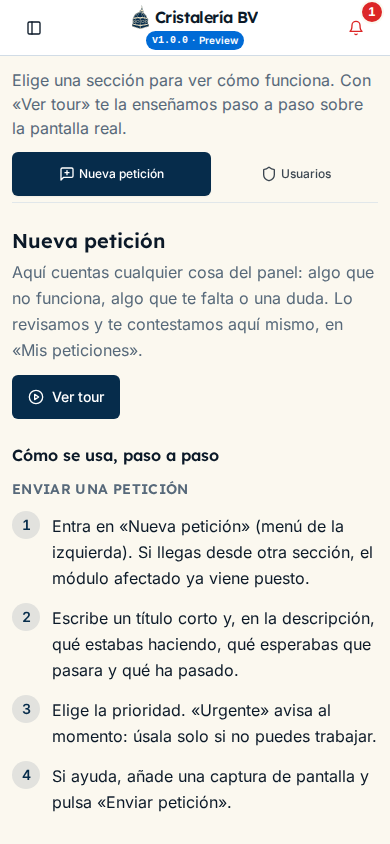 Cristalería BV
1
v1.0.0 · Preview
Elige una sección para ver cómo funciona. Con
«Ver tour» te la enseñamos paso a paso sobre
la pantalla real.
Nueva petición
Usuarios
Nueva petición
Aquí cuentas cualquier cosa del panel: algo que
no funciona, algo que te falta o una duda. Lo
revisamos y te contestamos aquí mismo, en
«Mis peticiones».
Ver tour
Cómo se usa, paso a paso
ENVIAR UNA PETICIÓN
1 Entra en «Nueva petición» (menú de la
izquierda). Si llegas desde otra sección, el
módulo afectado ya viene puesto.
2 Escribe un título corto y, en la descripción,
qué estabas haciendo, qué esperabas que
pasara y qué ha pasado.
3 Elige la prioridad. «Urgente» avisa al
momento: úsala solo si no puedes trabajar.
4 Si ayuda, añade una captura de pantalla y
pulsa «Enviar petición».